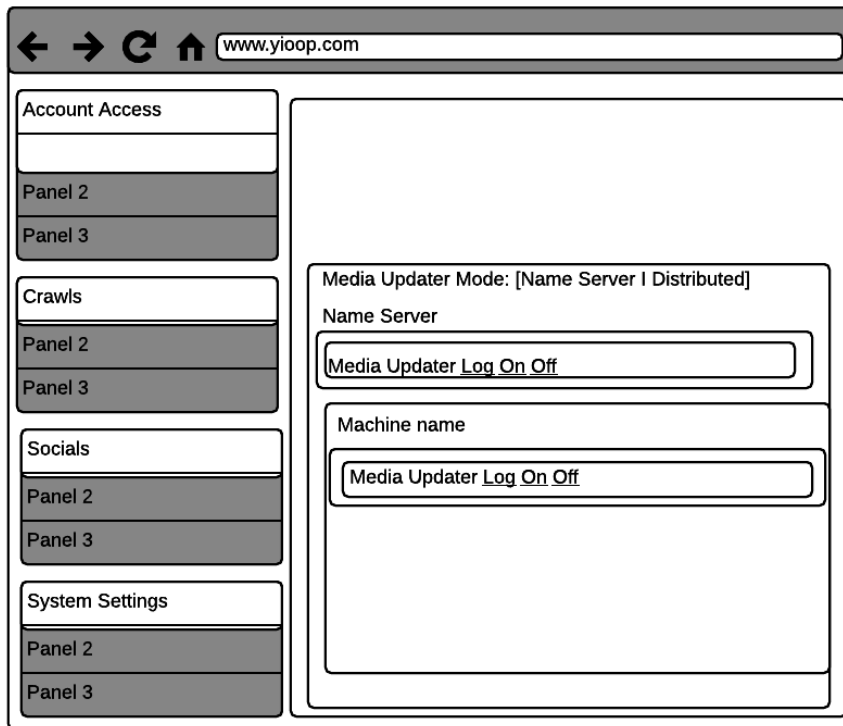 www.yioop.com
Account Access
Panel 2
Panel 3
Crawls
Panel 2
Panel 3
Socials
Panel 2
Panel 3
System Settings
Panel 2
Panel 3
Media Updater Mode: [Name Server I Distributed]
Name Server
Media Updater Log On Off
Machine name
Media Updater Log On Off